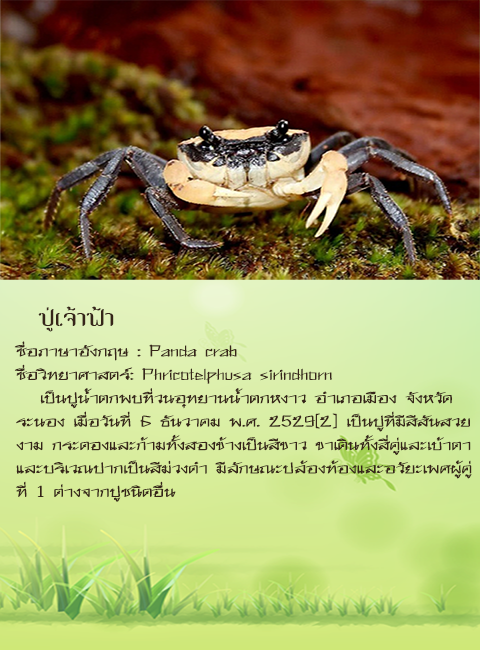 ปู่เจ้าฟ้า
ชื่อภาษาอังกฤษ : Panda crab
ชื่อวิทยาศาสตร์: Phricotelphusa sirindhorn
เป็นปูน้ำตกพบที่วนอุทยานน้ำตกหงาว อำเภอเมือง จังหวัด
ระนอง เมื่อวันที่ 6 ธันวาคม พ.ศ. 2529[2] เป็นปูที่มีสีสันสวย
งาม กระดองและก้ามทั้งสองข้างเป็นสีขาว ขาเดินทั้งสี่คู่และเบ้าตา
และบริเวณปากเป็นสีม่วงดำ มีลักษณะปล้องท้องและอวัยะเพศผู้คู่
ที่ 1 ต่างจากปูชนิดอื่น